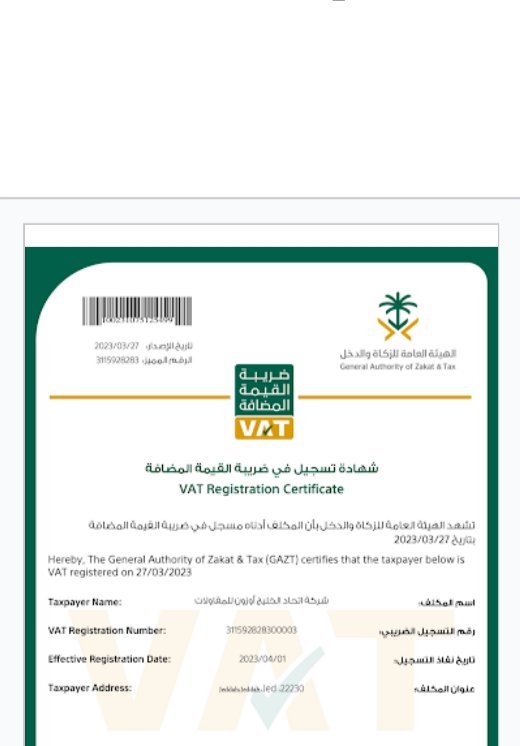 100231075125499
تاريخ الإصدار: 2023/03/27
الرقم المميز: 3115928283
الهيئة العامة للزكاة والدخل
General Authority of Zakat & Tax
ضريبة
القيمة
المضافة
VAT
شهادة تسجيل في ضريبة القيمة المضافة
VAT Registration Certificate
تشهد الهيئة العامة للزكاة والدخل بأن المكلف أدناه مسجل في ضريبة القيمة المضافة
بتاريخ 2023/03/27
Hereby, The General Authority of Zakat & Tax (GAZT) certifies that the taxpayer below is
VAT registered on 27/03/2023
Taxpayer Name: شركة اتحاد الخليج أوزون للمقاولات اسم المكلف:
VAT Registration Number: 311592828300003 رقم التسجيل الضريبي:
Effective Registration Date: 2023/04/01 تاريخ نفاذ التسجيل:
Taxpayer Address: Jeddah,Jeddah,Jed ,22230 عنوان المكلف:
VAT